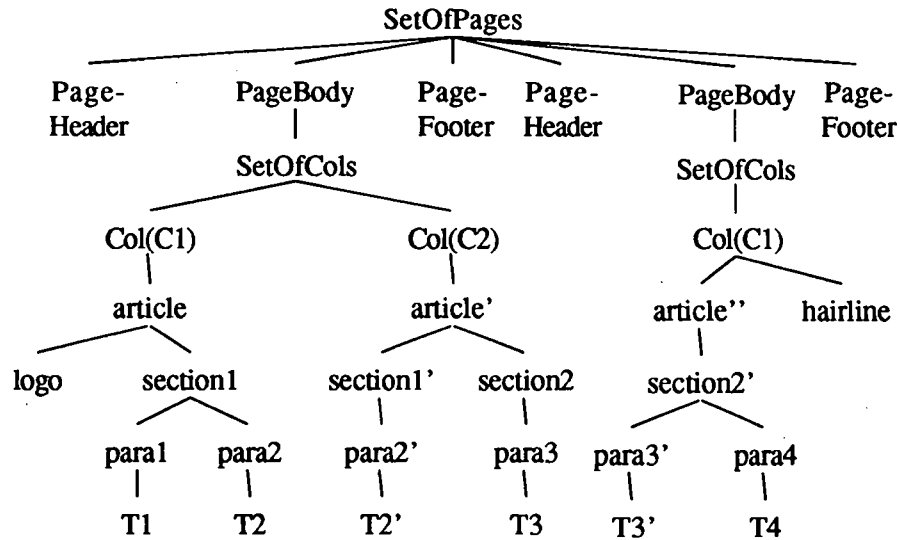 SetOfPages
Page- PageBody Page- Page- PageBody Page-
Header Footer Header Footer
SetOfCols SetOfCols
Col(C1) Col(C2) Col(C1)
article article' article'' hairline
logo section1 section1' section2 section2'
para1 para2 para2' para3 para3' para4
T1 T2 T2' T3 T3' T4